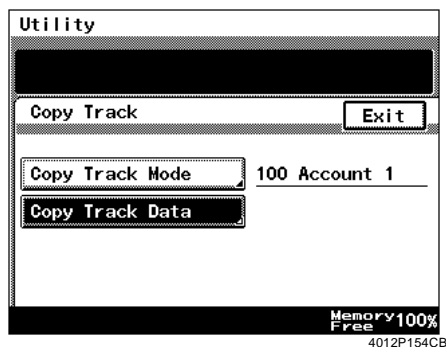 Utility
Copy Track
Exit
Copy Track Mode
100 Account 1
Copy Track Data
Memory Free 100%
4012P154CB